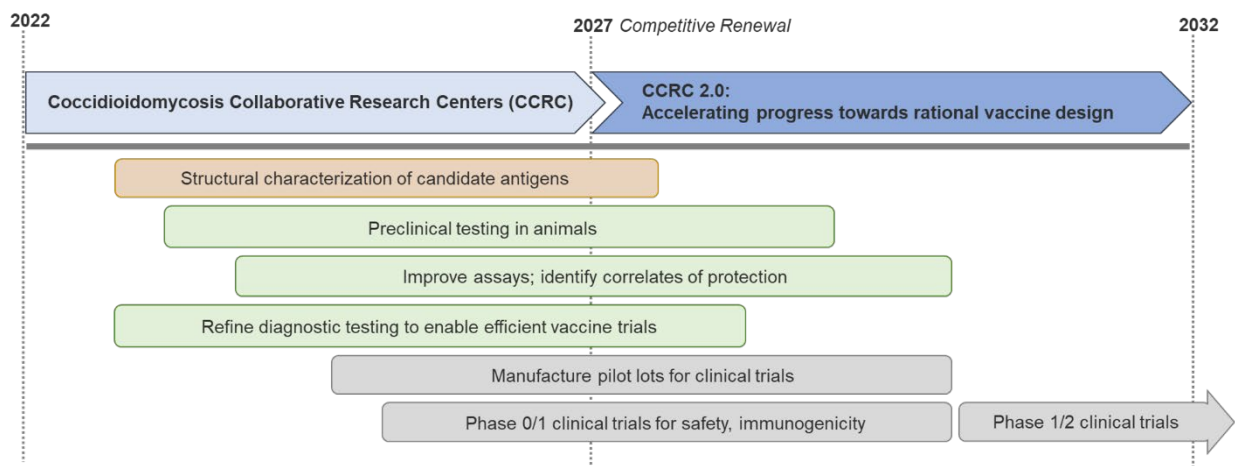 2022
2027 Competitive Renewal
2032
Coccidioidomycosis Collaborative Research Centers (CCRC)
CCRC 2.0:
Accelerating progress towards rational vaccine design
Structural characterization of candidate antigens
Preclinical testing in animals
Improve assays; identify correlates of protection
Refine diagnostic testing to enable efficient vaccine trials
Manufacture pilot lots for clinical trials
Phase 0/1 clinical trials for safety, immunogenicity
Phase 1/2 clinical trials